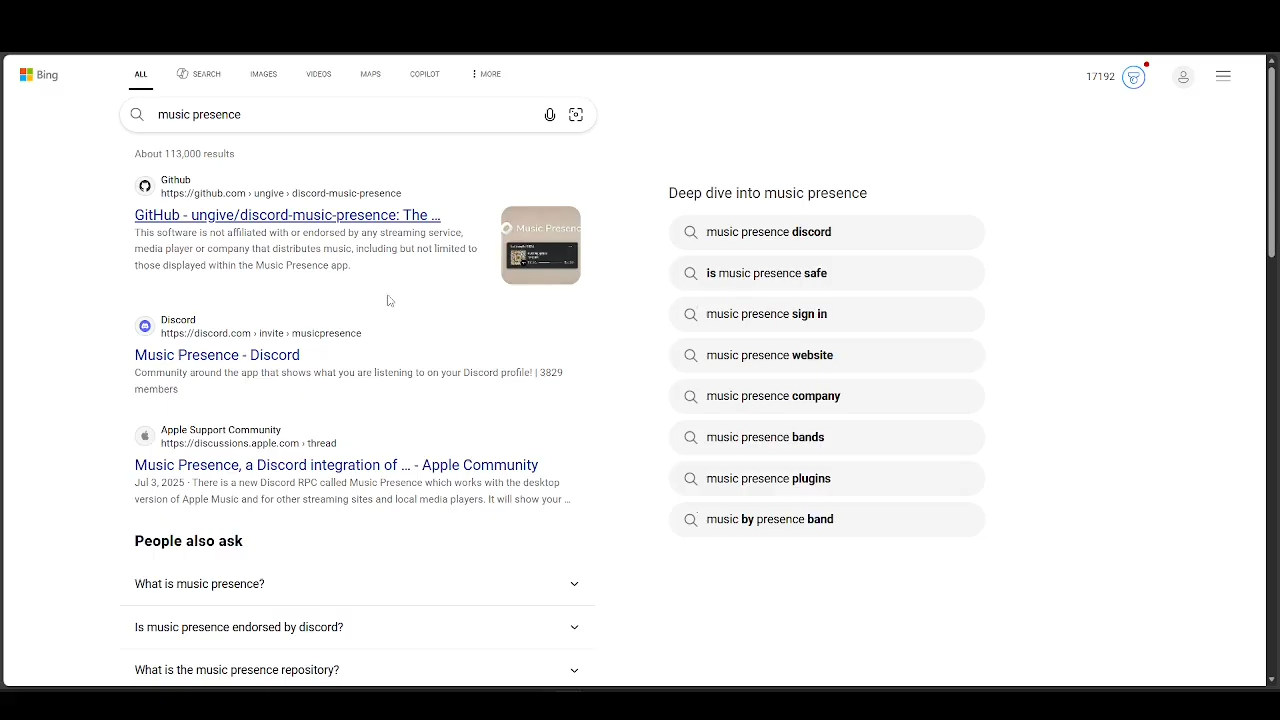 Bing
ALL
SEARCH
IMAGES
VIDEOS
MAPS
COPILOT
MORE
17192
music presence
About 113,000 results
Github
https://github.com › ungive › discord-music-presence
GitHub - ungive/discord-music-presence: The ...
This software is not affiliated with or endorsed by any streaming service,
media player or company that distributes music, including but not limited to
those displayed within the Music Presence app.
Music Presenc
Discord
https://discord.com › invite › musicpresence
Music Presence - Discord
Community around the app that shows what you are listening to on your Discord profile! | 3829
members
Apple Support Community
https://discussions.apple.com › thread
Music Presence, a Discord integration of ... - Apple Community
Jul 3, 2025 · There is a new Discord RPC called Music Presence which works with the desktop
version of Apple Music and for other streaming sites and local media players. It will show your ...
People also ask
What is music presence?
Is music presence endorsed by discord?
What is the music presence repository?
Deep dive into music presence
music presence discord
is music presence safe
music presence sign in
music presence website
music presence company
music presence bands
music presence plugins
music by presence band